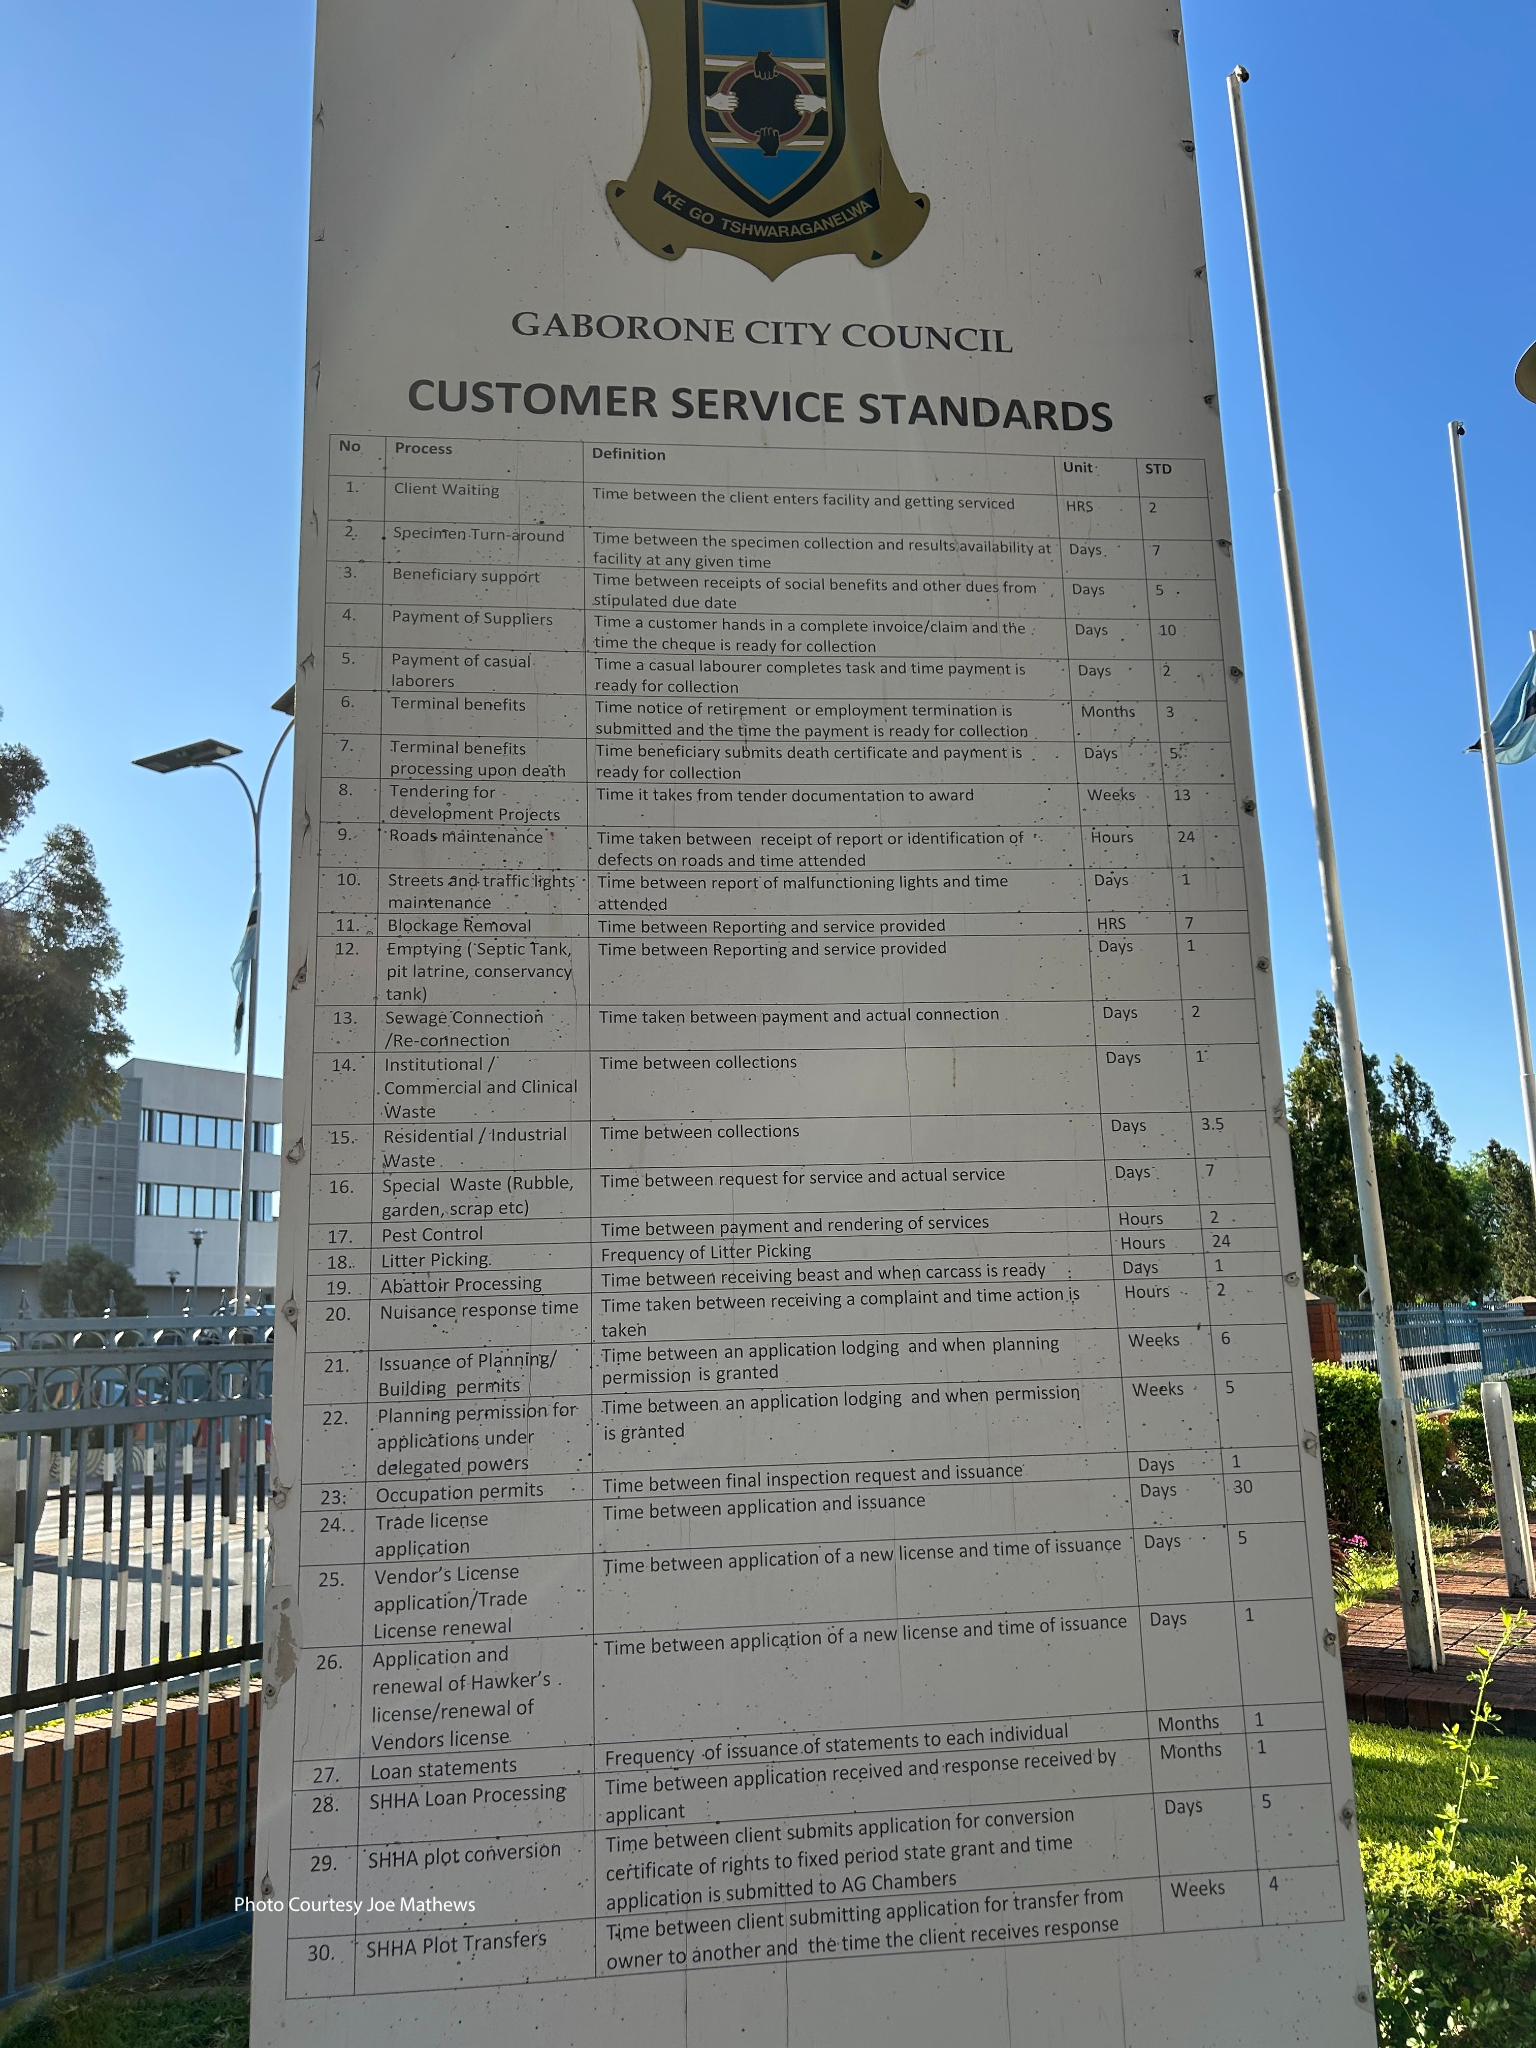 KE GO TSHWARAGANELWA
GABORONE CITY COUNCIL
CUSTOMER SERVICE STANDARDS
No Process Definition Unit STD
1. Client Waiting Time between the client enters facility and getting serviced HRS 2
2. Specimen Turn-around Time between the specimen collection and results availability at Days 7
facility at any given time
3. Beneficiary support Time between receipts of social benefits and other dues from Days 5
stipulated due date
4. Payment of Suppliers Time a customer hands in a complete invoice/claim and the Days 10
time the cheque is ready for collection
5. Payment of casual Time a casual labourer completes task and time payment is Days 2
laborers ready for collection
6. Terminal benefits Time notice of retirement or employment termination is Months 3
submitted and the time the payment is ready for collection
7. Terminal benefits Time beneficiary submits death certificate and payment is Days 5
processing upon death ready for collection
8. Tendering for Time it takes from tender documentation to award Weeks 13
development Projects
9. Roads maintenance Time taken between receipt of report or identification of Hours 24
defects on roads and time attended
10. Streets and traffic lights Time between report of malfunctioning lights and time Days 1
maintenance attended
11. Blockage Removal Time between Reporting and service provided HRS 7
12. Emptying ( Septic Tank, Time between Reporting and service provided Days 1
pit latrine, conservancy
tank)
13. Sewage Connection Time taken between payment and actual connection Days 2
/Re-connection
14. Institutional / Time between collections Days 1
Commercial and Clinical
Waste
15. Residential / Industrial Time between collections Days 3.5
Waste
16. Special Waste (Rubble, Time between request for service and actual service Days 7
garden, scrap etc)
17. Pest Control Time between payment and rendering of services Hours 2
18. Litter Picking. Frequency of Litter Picking Hours 24
19. Abattoir Processing Time between receiving beast and when carcass is ready Days 1
20. Nuisance response time Time taken between receiving a complaint and time action is Hours 2
taken
21. Issuance of Planning/ Time between an application lodging and when planning Weeks 6
Building permits permission is granted
22. Planning permission for Time between an application lodging and when permission Weeks 5
applications under is granted
delegated powers
23. Occupation permits Time between final inspection request and issuance Days 1
24. Trade license Time between application and issuance Days 30
application
25. Vendor's License Time between application of a new license and time of issuance Days 5
application/Trade
License renewal
26. Application and Time between application of a new license and time of issuance Days 1
renewal of Hawker's
license/renewal of
Vendors license
27. Loan statements Frequency of issuance of statements to each individual Months 1
28. SHHA Loan Processing Time between application received and response received by Months 1
applicant
29. SHHA plot conversion Time between client submits application for conversion Days 5
certificate of rights to fixed period state grant and time
application is submitted to AG Chambers
30. SHHA Plot Transfers Time between client submitting application for transfer from Weeks 4
owner to another and the time the client receives response
Photo Courtesy Joe Mathews